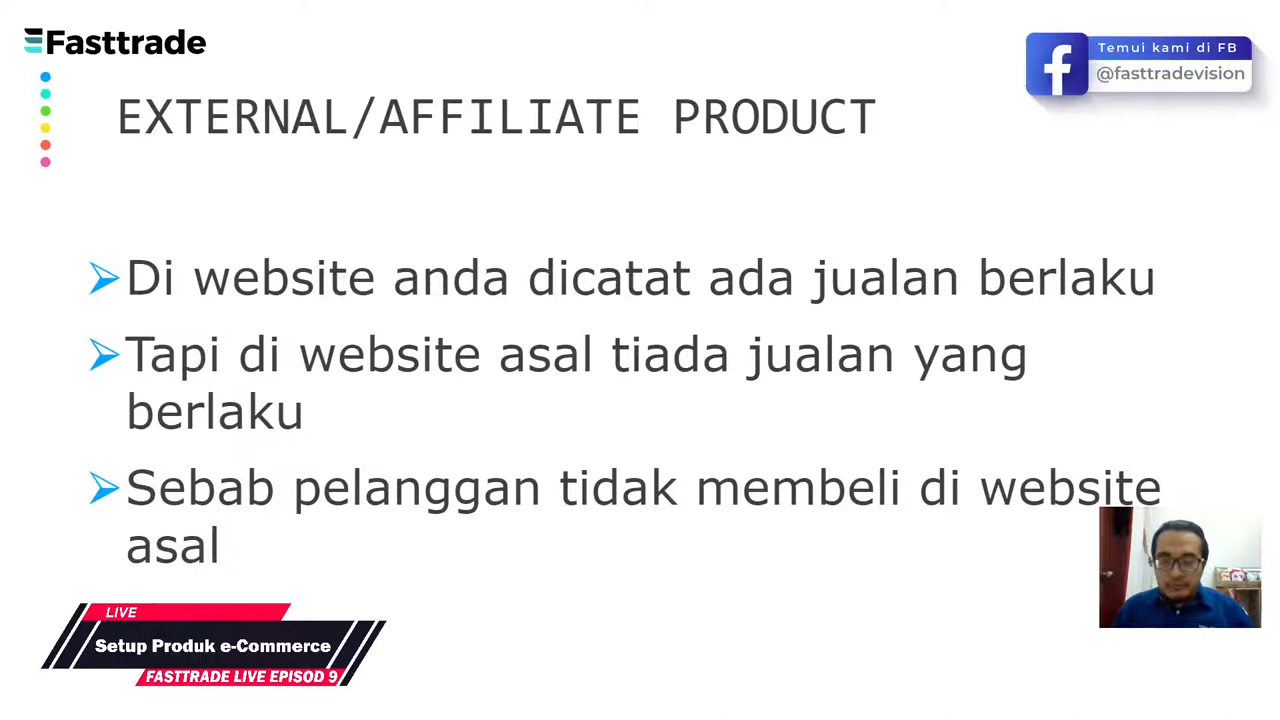 Fasttrade
Temui kami di FB
@fasttradevision
EXTERNAL/AFFILIATE PRODUCT
Di website anda dicatat ada jualan berlaku
Tapi di website asal tiada jualan yang
berlaku
Sebab pelanggan tidak membeli di website
asal
LIVE
Setup Produk e-Commerce
FASTTRADE LIVE EPISOD 9